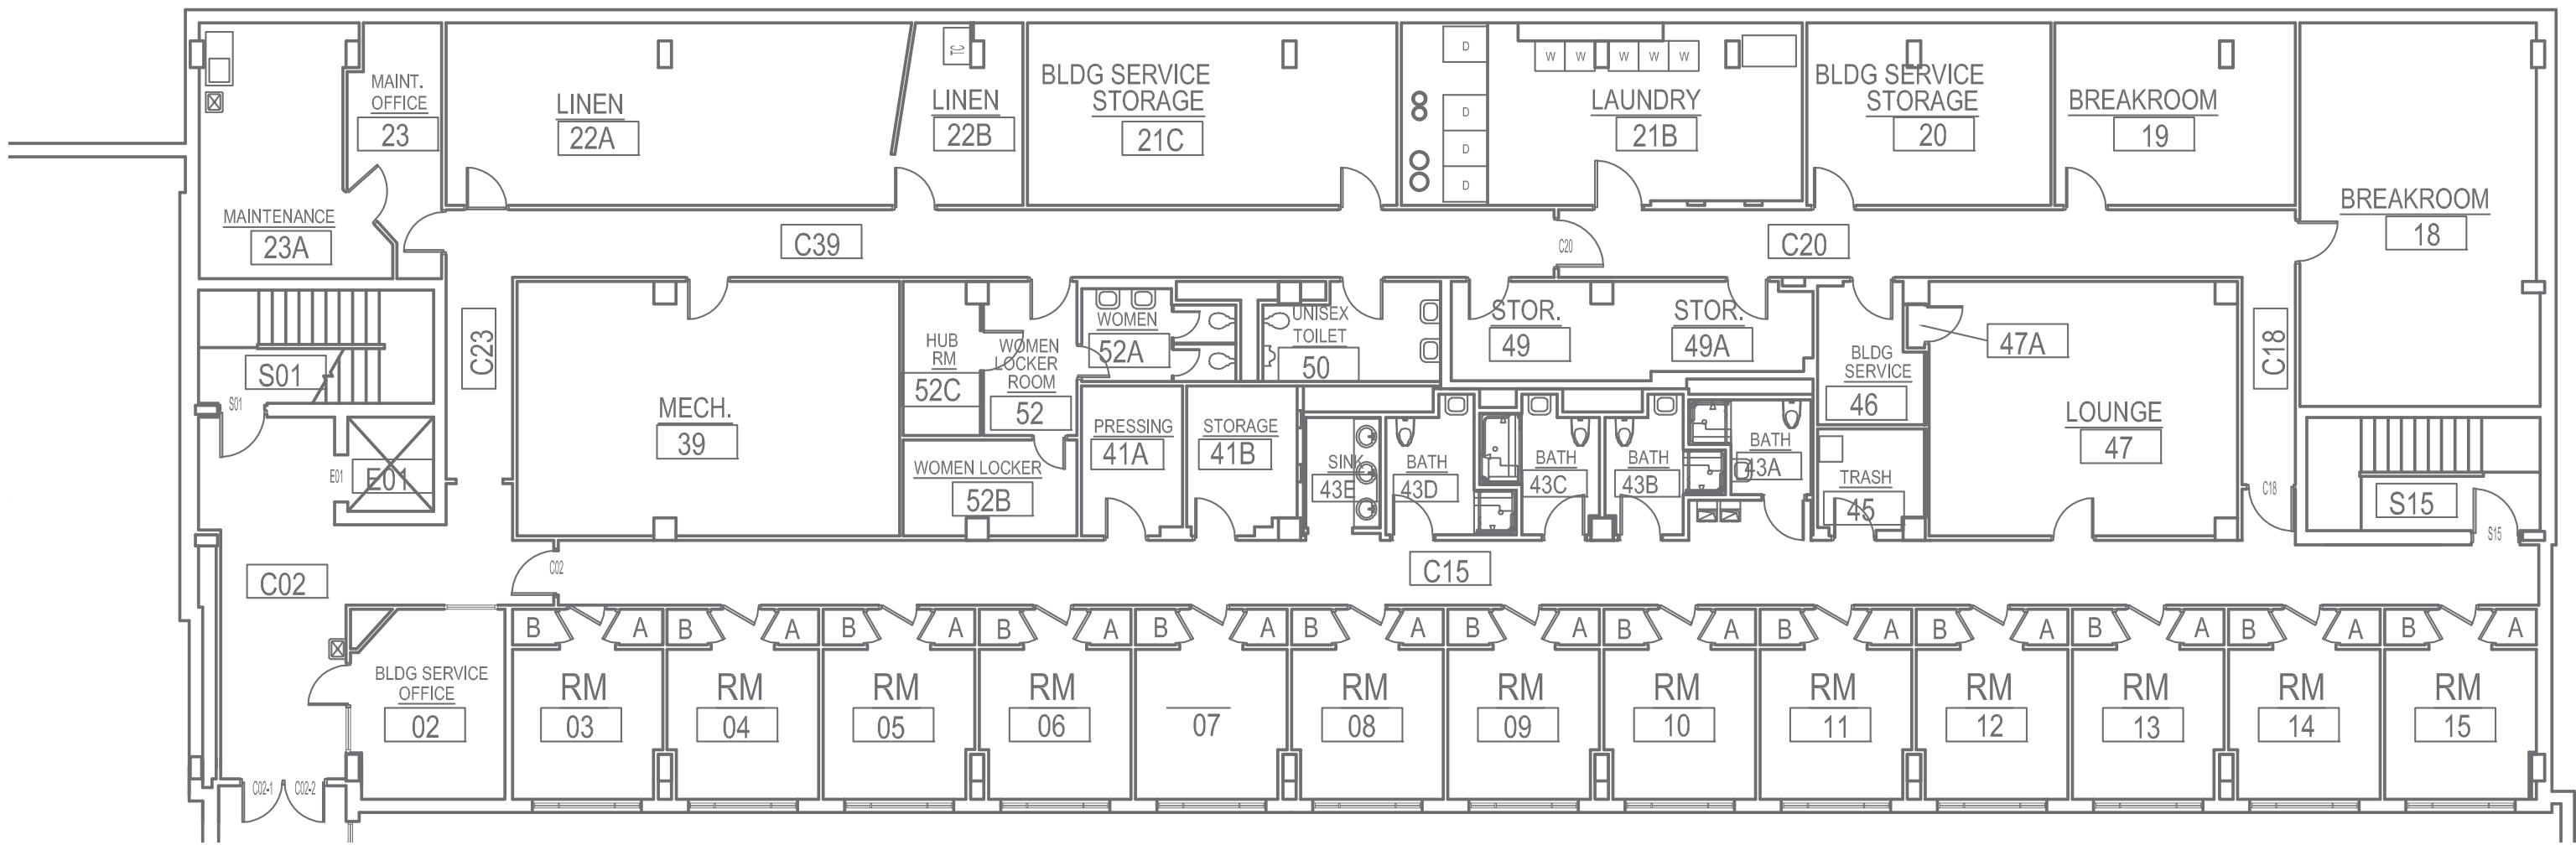 MAINT.
OFFICE
23
LINEN
22A
TC
LINEN
22B
BLDG SERVICE
STORAGE
21C
D
D
D
D
W W W W W
LAUNDRY
21B
BLDG SERVICE
STORAGE
20
BREAKROOM
19
BREAKROOM
18
MAINTENANCE
23A
C39
C20
C20
S01
S01
C23
E01
E01
MECH.
39
HUB
RM
52C
WOMEN
LOCKER
ROOM
52
WOMEN
52A
UNISEX
TOILET
50
STOR.
49
STOR.
49A
BLDG
SERVICE
46
47A
C18
LOUNGE
47
WOMEN LOCKER
52B
PRESSING
41A
STORAGE
41B
SINK
43E
BATH
43D
BATH
43C
BATH
43B
BATH
43A
TRASH
45
C18
S15
S15
C02
C02
C15
B A B A B A B A B A B A B A B A B A B A B A B A B A
BLDG SERVICE
OFFICE
02
RM
03
RM
04
RM
05
RM
06
07
RM
08
RM
09
RM
10
RM
11
RM
12
RM
13
RM
14
RM
15
C02-1 C02-2